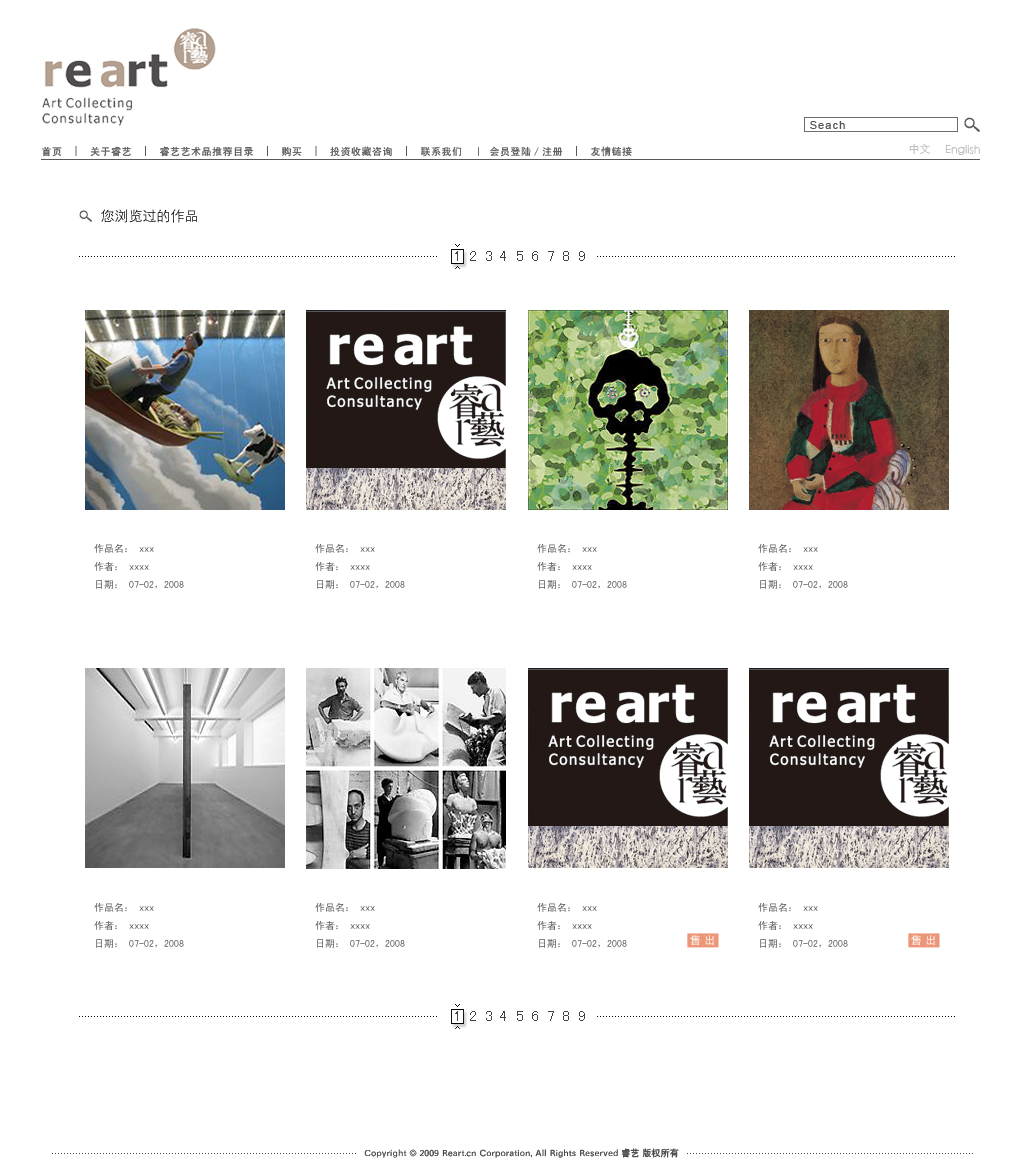 睿藝
re art
Art Collecting
Consultancy
Seach
首页 | 关于睿艺 | 睿艺艺术品推荐目录 | 购买 | 投资收藏咨询 | 联系我们 | 会员登陆 / 注册 | 友情链接
中文 English
您浏览过的作品
1 2 3 4 5 6 7 8 9
re art
Art Collecting
Consultancy
睿藝
作品名： xxx
作者： xxxx
日期： 07-02，2008
作品名： xxx
作者： xxxx
日期： 07-02，2008
作品名： xxx
作者： xxxx
日期： 07-02，2008
作品名： xxx
作者： xxxx
日期： 07-02，2008
re art
Art Collecting
Consultancy
睿藝
re art
Art Collecting
Consultancy
睿藝
作品名： xxx
作者： xxxx
日期： 07-02，2008
作品名： xxx
作者： xxxx
日期： 07-02，2008
作品名： xxx
作者： xxxx
日期： 07-02，2008
售 出
作品名： xxx
作者： xxxx
日期： 07-02，2008
售 出
1 2 3 4 5 6 7 8 9
Copyright © 2009 Reart.cn Corporation, All Rights Reserved 睿艺 版权所有